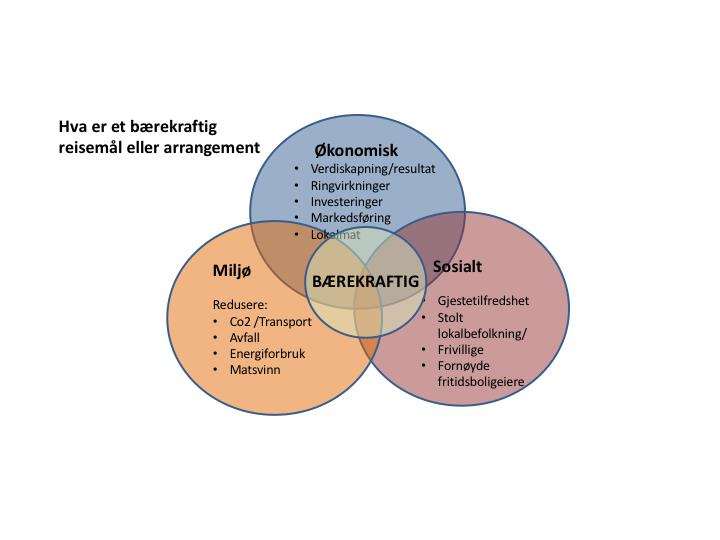 Hva er et bærekraftig
reisemål eller arrangement
Økonomisk
• Verdiskapning/resultat
• Ringvirkninger
• Investeringer
• Markedsføring
• Lokalmat
Miljø
Redusere:
• Co2 /Transport
• Avfall
• Energiforbruk
• Matsvinn
BÆREKRAFTIG
Sosialt
• Gjestetilfredshet
• Stolt
lokalbefolkning/
• Frivillige
• Fornøyde
fritidsboligeiere